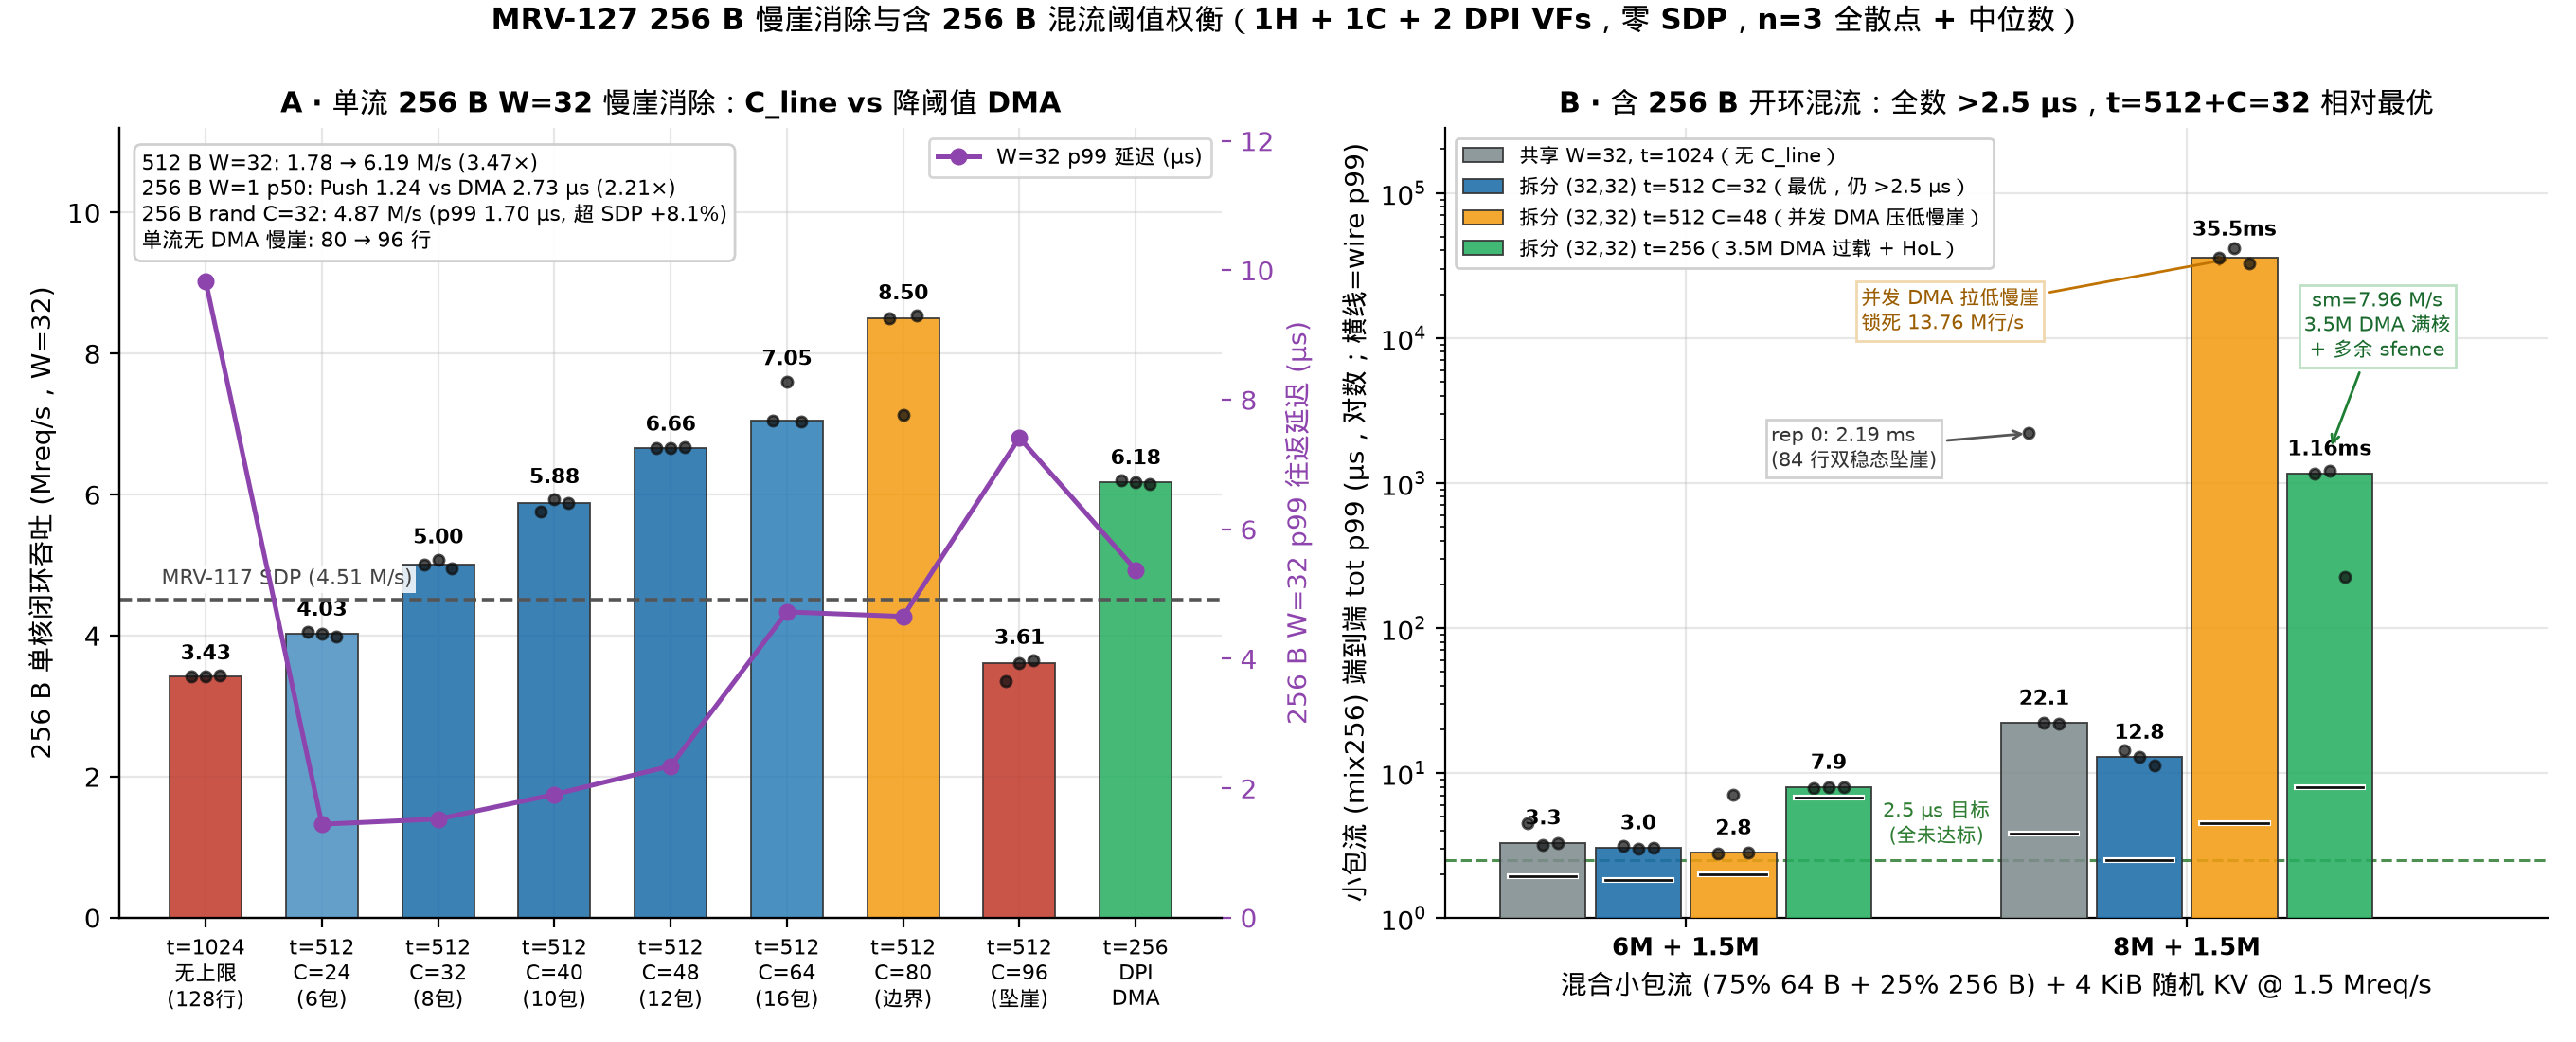 MRV-127 256 B 慢崖消除与含 256 B 混流阈值权衡（1H + 1C + 2 DPI VFs，零 SDP，n=3 全散点 + 中位数）
A · 单流 256 B W=32 慢崖消除：C_line vs 降阈值 DMA
256 B 单核闭环吞吐 (Mreq/s，W=32)
10
8
6
4
2
0
512 B W=32: 1.78 → 6.19 M/s (3.47×)
256 B W=1 p50: Push 1.24 vs DMA 2.73 µs (2.21×)
256 B rand C=32: 4.87 M/s (p99 1.70 µs, 超 SDP +8.1%)
单流无 DMA 慢崖: 80 → 96 行
W=32 p99 延迟 (µs)
MRV-117 SDP (4.51 M/s)
3.43
4.03
5.00
5.88
6.66
7.05
8.50
3.61
6.18
12
10
8
6
4
2
0
256 B W=32 p99 往返延迟 (µs)
t=1024
无上限
(128行)
t=512
C=24
(6包)
t=512
C=32
(8包)
t=512
C=40
(10包)
t=512
C=48
(12包)
t=512
C=64
(16包)
t=512
C=80
(边界)
t=512
C=96
(坠崖)
t=256
DPI
DMA
B · 含 256 B 开环混流：全数 >2.5 µs，t=512+C=32 相对最优
小包流 (mix256) 端到端 tot p99 (µs，对数；横线=wire p99)
10⁵
10⁴
10³
10²
10¹
10⁰
共享 W=32, t=1024（无 C_line）
拆分 (32,32) t=512 C=32（最优，仍 >2.5 µs）
拆分 (32,32) t=512 C=48（并发 DMA 压低慢崖）
拆分 (32,32) t=256（3.5M DMA 过载 + HoL）
并发 DMA 拉低慢崖
锁死 13.76 M行/s
35.5ms
sm=7.96 M/s
3.5M DMA 满核
+ 多余 sfence
rep 0: 2.19 ms
(84 行双稳态坠崖)
1.16ms
22.1
12.8
3.3
3.0
2.8
7.9
2.5 µs 目标
(全未达标)
6M + 1.5M
8M + 1.5M
混合小包流 (75% 64 B + 25% 256 B) + 4 KiB 随机 KV @ 1.5 Mreq/s